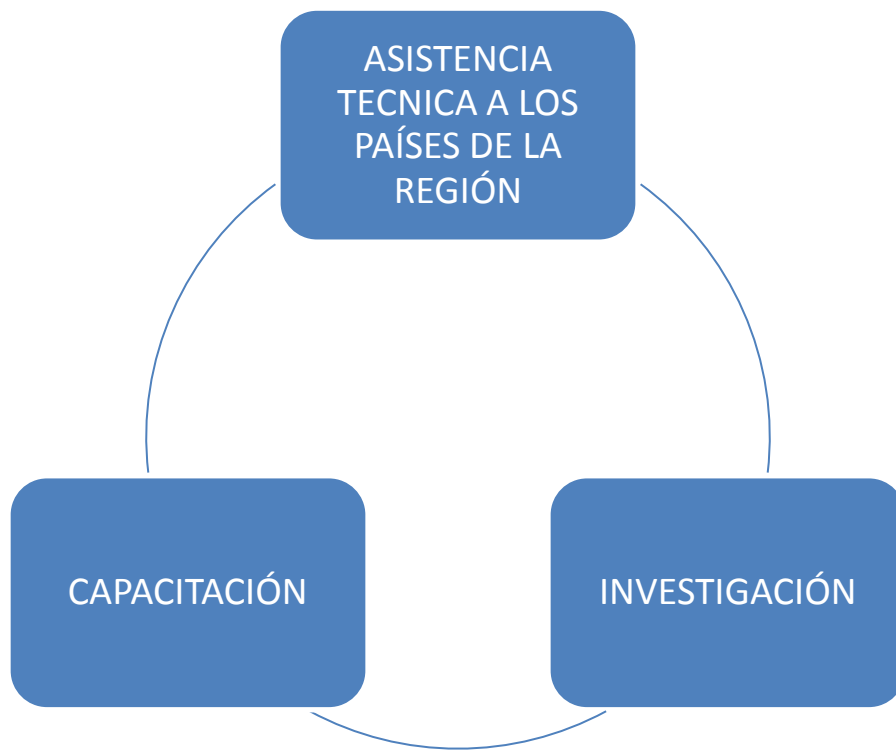 ASISTENCIA
TECNICA A LOS
PAÍSES DE LA
REGIÓN
CAPACITACIÓN
INVESTIGACIÓN